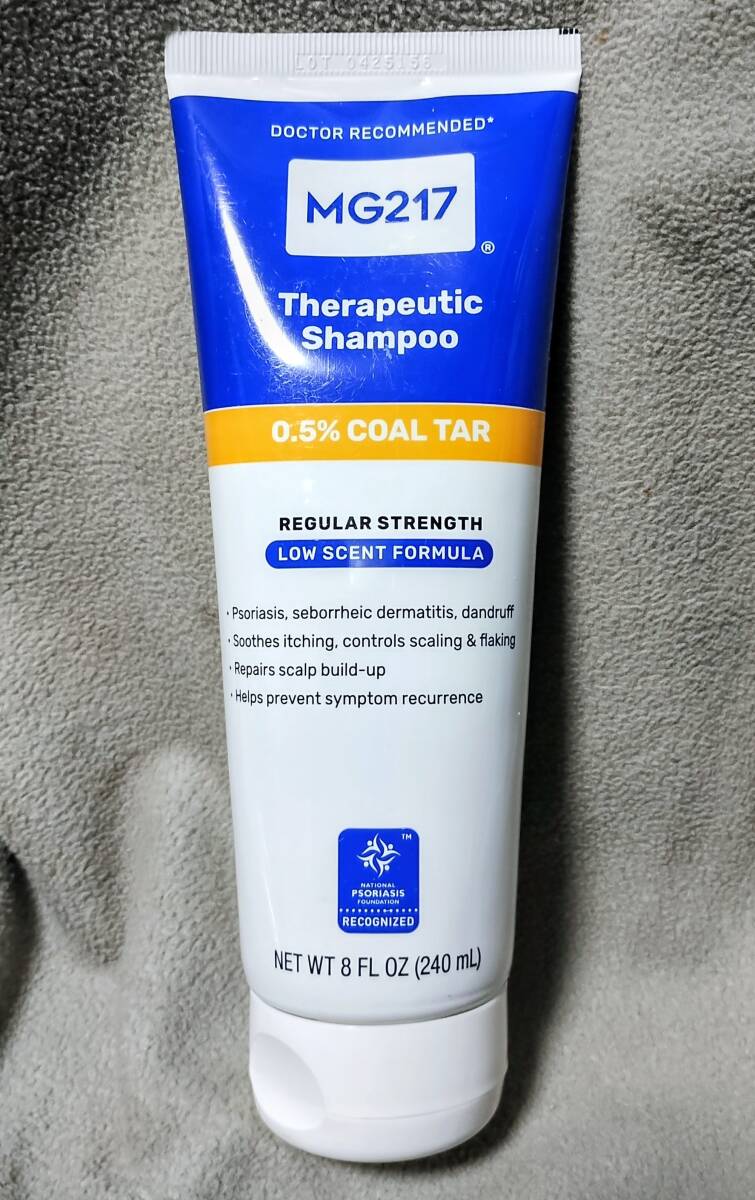 LOT 0425156
DOCTOR RECOMMENDED*
MG217
®
Therapeutic
Shampoo
0.5% COAL TAR
REGULAR STRENGTH
LOW SCENT FORMULA
· Psoriasis, seborrheic dermatitis, dandruff
· Soothes itching, controls scaling & flaking
· Repairs scalp build-up
· Helps prevent symptom recurrence
TM
NATIONAL
PSORIASIS
FOUNDATION
RECOGNIZED
NET WT 8 FL OZ (240 mL)